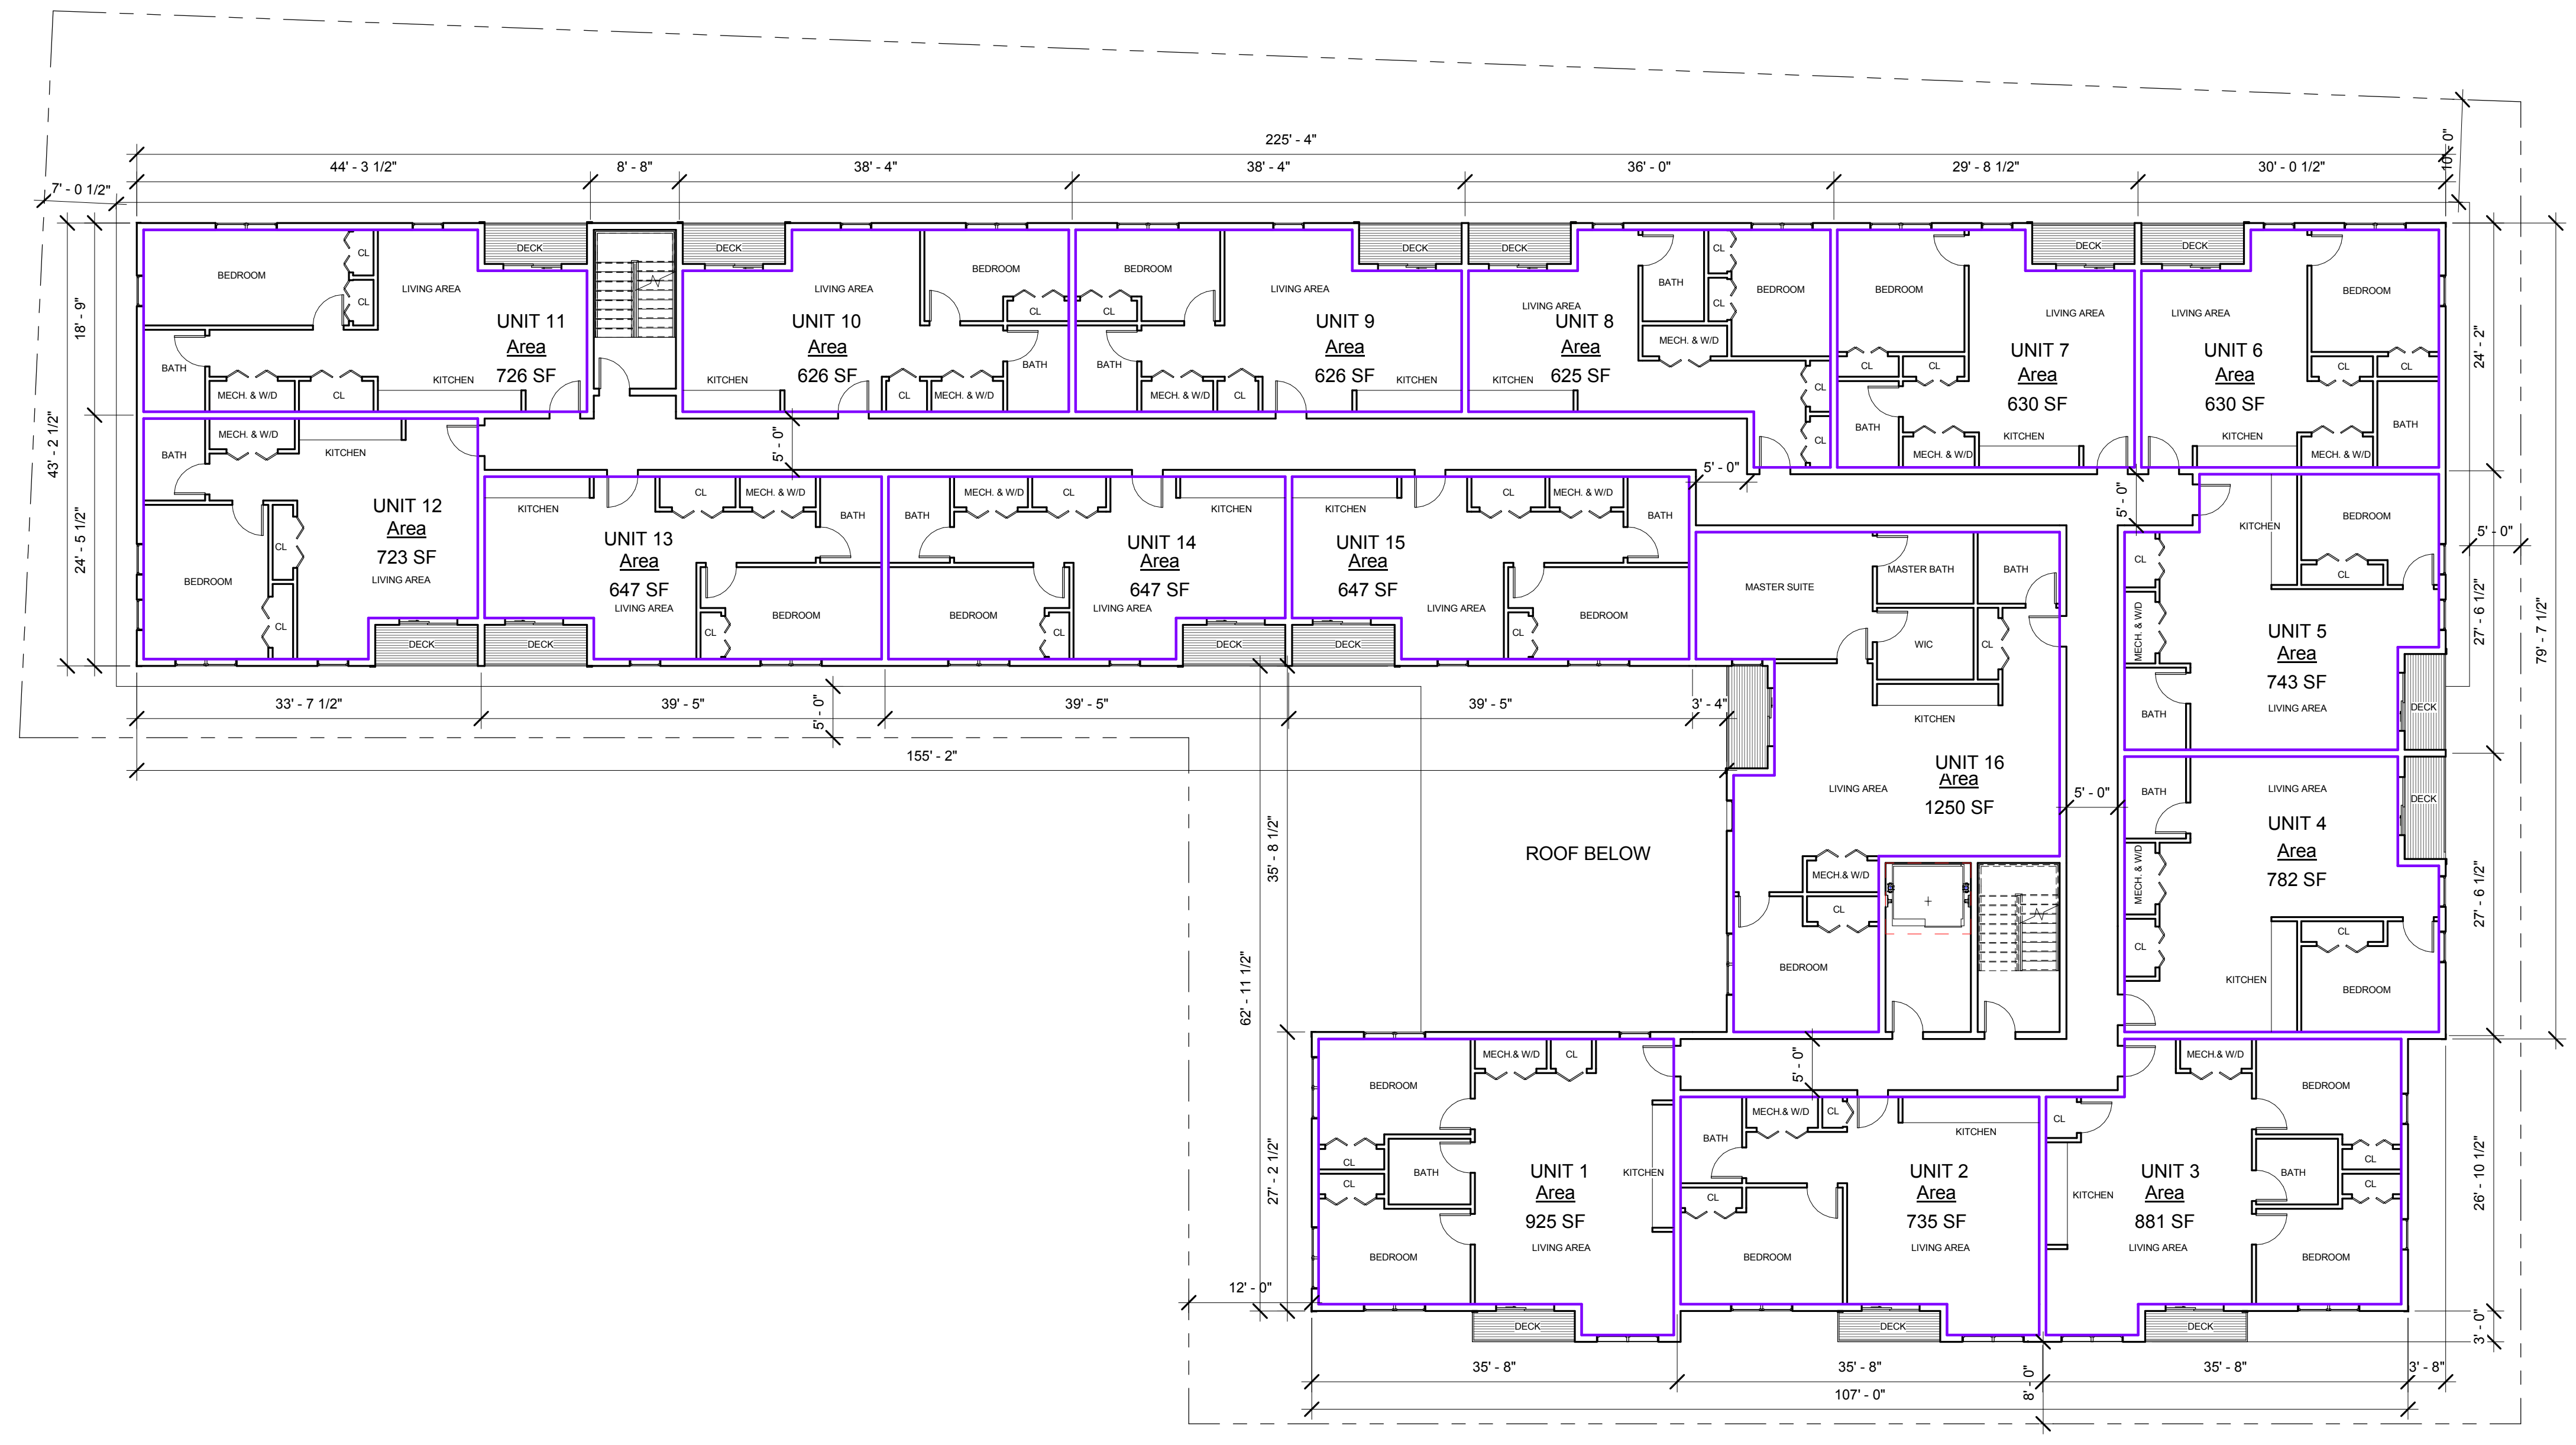 225' - 4"
10' - 0"
44' - 3 1/2"
8' - 8"
38' - 4"
38' - 4"
36' - 0"
29' - 8 1/2"
30' - 0 1/2"
7' - 0 1/2"
18' - 9"
43' - 2 1/2"
24' - 5 1/2"
BEDROOM
CL
CL
LIVING AREA
DECK
UNIT 11
Area
726 SF
BATH
MECH. & W/D
CL
KITCHEN
DECK
LIVING AREA
BEDROOM
CL
UNIT 10
Area
626 SF
KITCHEN
CL
MECH. & W/D
BATH
BEDROOM
CL
LIVING AREA
DECK
UNIT 9
Area
626 SF
BATH
MECH. & W/D
CL
KITCHEN
DECK
LIVING AREA
UNIT 8
Area
625 SF
KITCHEN
BATH
CL
CL
BEDROOM
MECH. & W/D
CL
CL
BEDROOM
DECK
LIVING AREA
UNIT 7
Area
630 SF
CL
CL
BATH
MECH. & W/D
KITCHEN
DECK
LIVING AREA
BEDROOM
UNIT 6
Area
630 SF
CL
CL
BATH
KITCHEN
MECH. & W/D
24' - 2"
79' - 7 1/2"
5' - 0"
5' - 0"
5' - 0"
5' - 0"
27' - 6 1/2"
BATH
MECH. & W/D
KITCHEN
UNIT 12
Area
723 SF
BEDROOM
CL
CL
LIVING AREA
DECK
KITCHEN
CL
MECH. & W/D
BATH
UNIT 13
Area
647 SF
LIVING AREA
CL
BEDROOM
DECK
BATH
MECH. & W/D
CL
KITCHEN
UNIT 14
Area
647 SF
BEDROOM
CL
LIVING AREA
DECK
KITCHEN
CL
MECH. & W/D
BATH
UNIT 15
Area
647 SF
LIVING AREA
CL
BEDROOM
DECK
MASTER SUITE
MASTER BATH
BATH
WIC
CL
KITCHEN
UNIT 16
Area
1250 SF
LIVING AREA
MECH.& W/D
CL
BEDROOM
KITCHEN
BEDROOM
CL
CL
MECH. & W/D
UNIT 5
Area
743 SF
LIVING AREA
BATH
DECK
33' - 7 1/2"
39' - 5"
5' - 0"
39' - 5"
39' - 5"
3' - 4"
155' - 2"
35' - 8 1/2"
62' - 11 1/2"
27' - 2 1/2"
ROOF BELOW
5' - 0"
BATH
LIVING AREA
DECK
UNIT 4
Area
782 SF
MECH. & W/D
CL
CL
KITCHEN
BEDROOM
27' - 6 1/2"
5' - 0"
BEDROOM
MECH.& W/D
CL
CL
CL
BATH
KITCHEN
UNIT 1
Area
925 SF
LIVING AREA
BEDROOM
DECK
MECH.& W/D
CL
BATH
KITCHEN
CL
UNIT 2
Area
735 SF
LIVING AREA
BEDROOM
DECK
MECH.& W/D
BEDROOM
CL
CL
CL
BATH
KITCHEN
UNIT 3
Area
881 SF
LIVING AREA
BEDROOM
DECK
26' - 10 1/2"
3' - 0"
12' - 0"
35' - 8"
35' - 8"
8' - 0"
35' - 8"
3' - 8"
107' - 0"